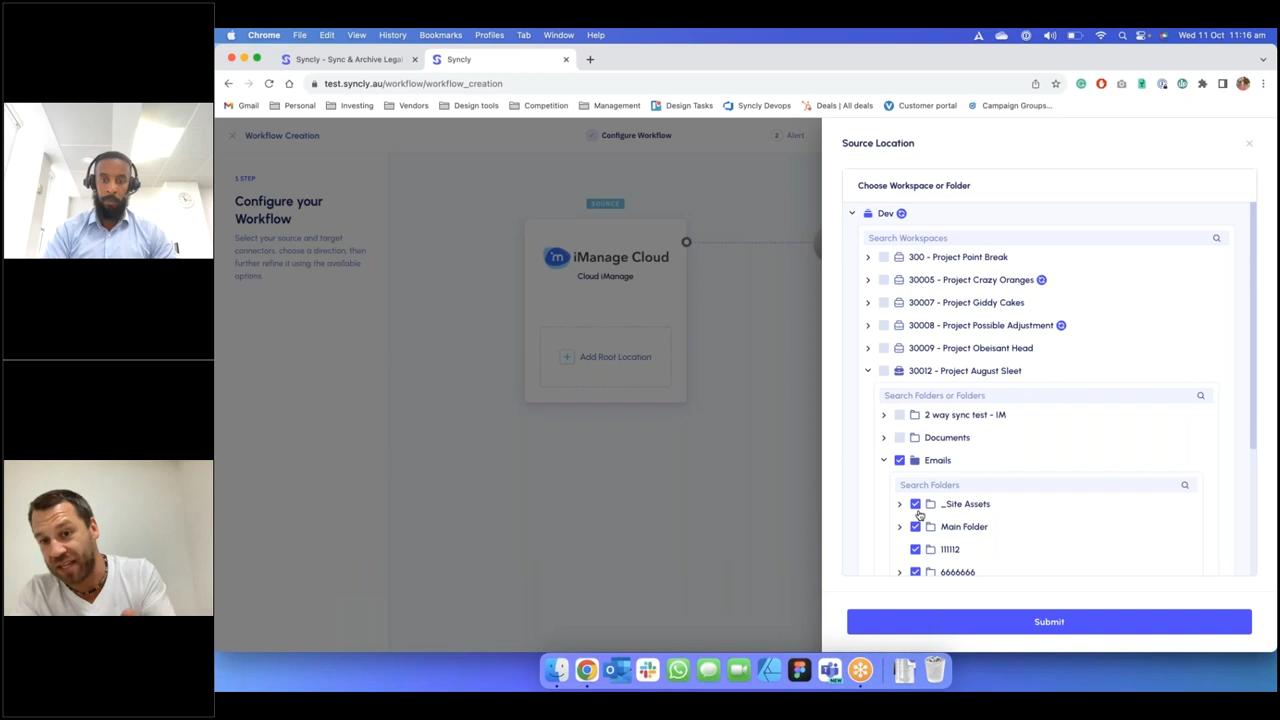 Chrome File Edit View History Bookmarks Profiles Tab Window Help Wed 11 Oct 11:16 am
Syncly - Sync & Archive Legal Syncly
test.syncly.au/workflow/workflow_creation
Gmail Personal Investing Vendors Design tools Competition Management Design Tasks Syncly Devops Deals | All deals Customer portal Campaign Groups...
Workflow Creation Configure Workflow 2 Alert
1 STEP
Configure your
Workflow
Select your source and target
connectors, choose a direction, then
further refine it using the available
options.
SOURCE
iManage Cloud
Cloud iManage
Add Root Location
Source Location
Choose Workspace or Folder
Dev
Search Workspaces
300 - Project Point Break
30005 - Project Crazy Oranges
30007 - Project Giddy Cakes
30008 - Project Possible Adjustment
30009 - Project Obeisant Head
30012 - Project August Sleet
Search Folders or Folders
2 way sync test - IM
Documents
Emails
Search Folders
_Site Assets
Main Folder
111112
6666666
Submit
NEW